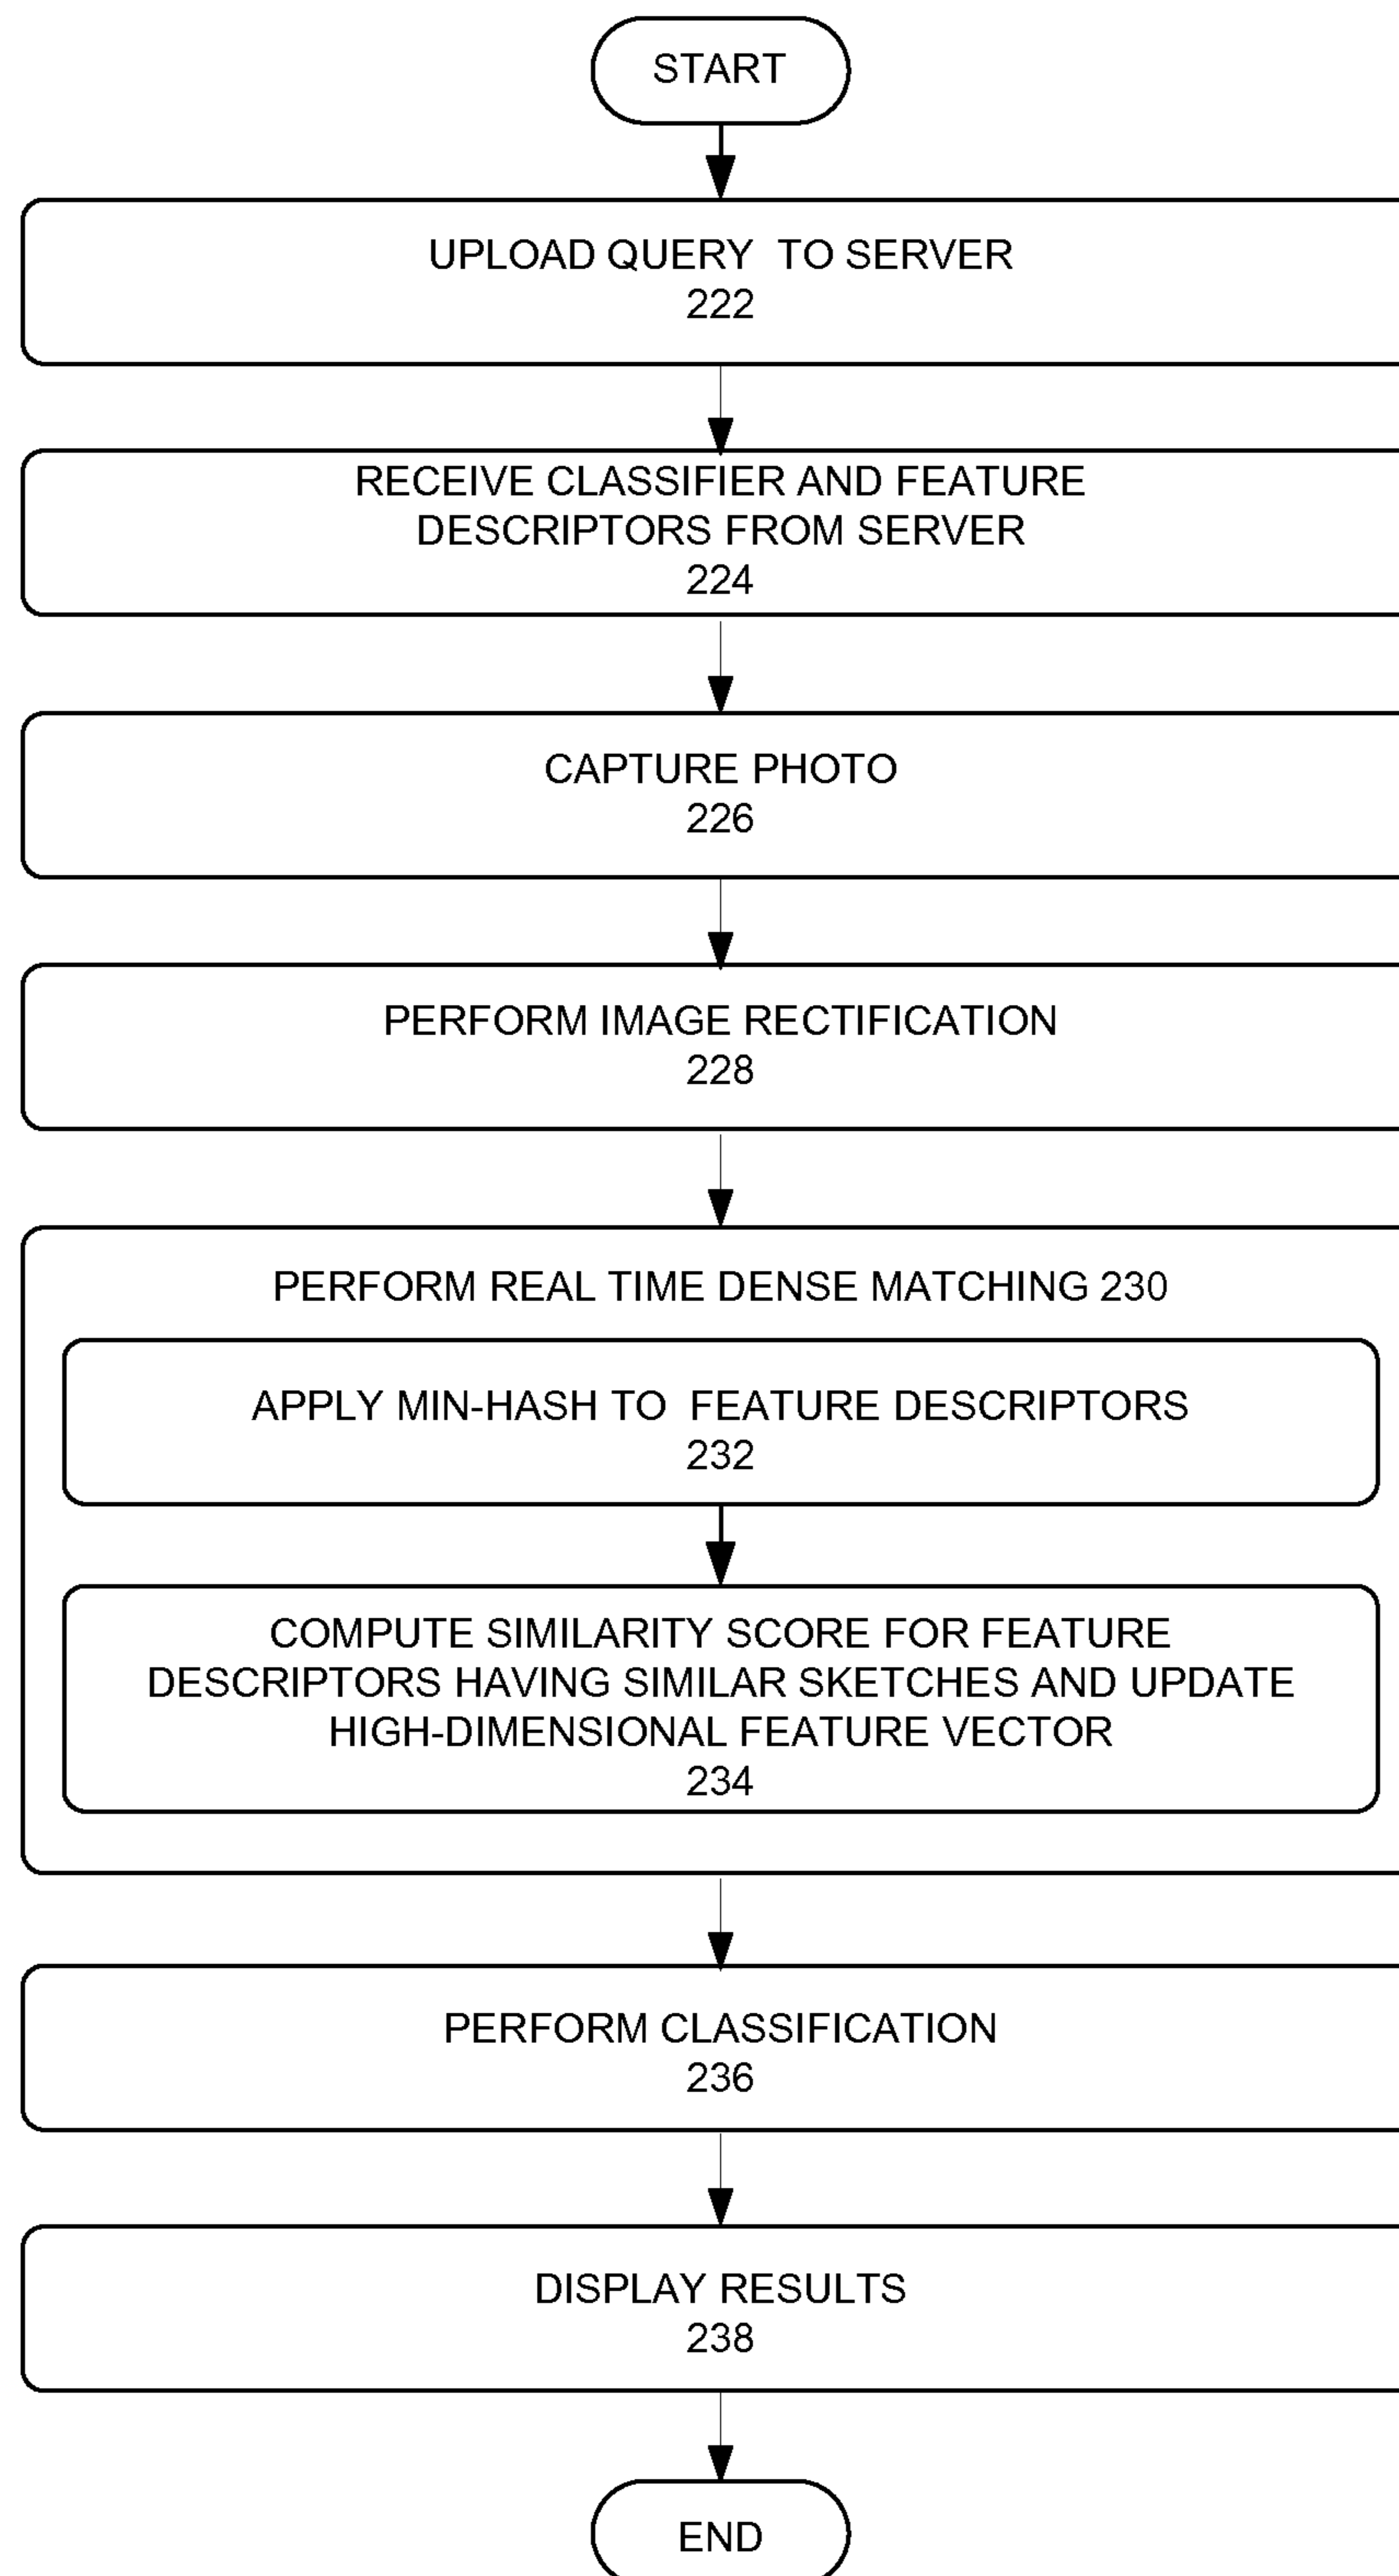 START
UPLOAD QUERY TO SERVER
222
RECEIVE CLASSIFIER AND FEATURE
DESCRIPTORS FROM SERVER
224
CAPTURE PHOTO
226
PERFORM IMAGE RECTIFICATION
228
PERFORM REAL TIME DENSE MATCHING 230
APPLY MIN-HASH TO FEATURE DESCRIPTORS
232
COMPUTE SIMILARITY SCORE FOR FEATURE
DESCRIPTORS HAVING SIMILAR SKETCHES AND UPDATE
HIGH-DIMENSIONAL FEATURE VECTOR
234
PERFORM CLASSIFICATION
236
DISPLAY RESULTS
238
END